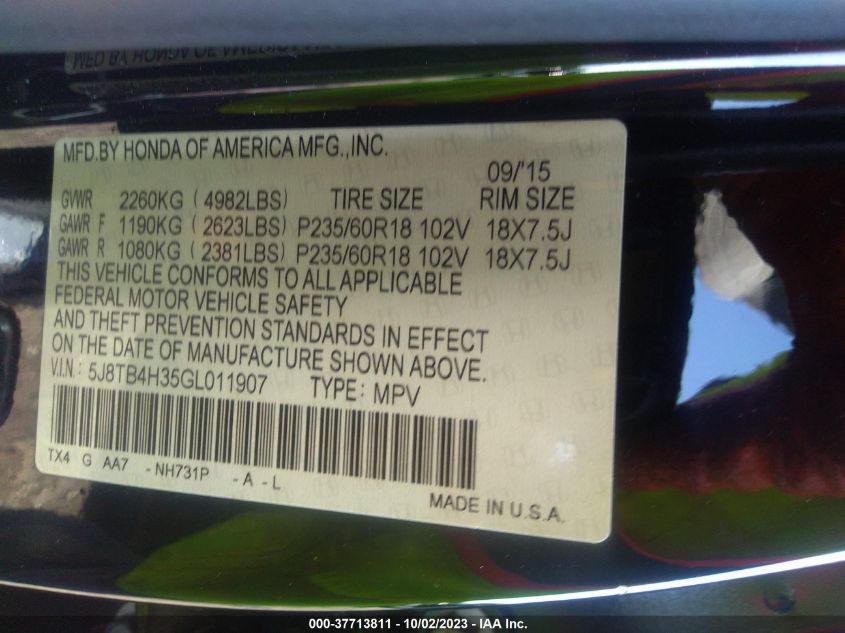 MFD.BY HONDA OF AMERICA MFG.,INC.
09/'15
GVWR 2260KG (4982LBS) TIRE SIZE RIM SIZE
GAWR F 1190KG (2623LBS) P235/60R18 102V 18X7.5J
GAWR R 1080KG (2381LBS) P235/60R18 102V 18X7.5J
THIS VEHICLE CONFORMS TO ALL APPLICABLE
FEDERAL MOTOR VEHICLE SAFETY
AND THEFT PREVENTION STANDARDS IN EFFECT
ON THE DATE OF MANUFACTURE SHOWN ABOVE.
V.I.N: 5J8TB4H35GL011907 TYPE: MPV
TX4 G AA7 -NH731P -A-L
MADE IN U.S.A.
000-37713811 - 10/02/2023 - IAA Inc.